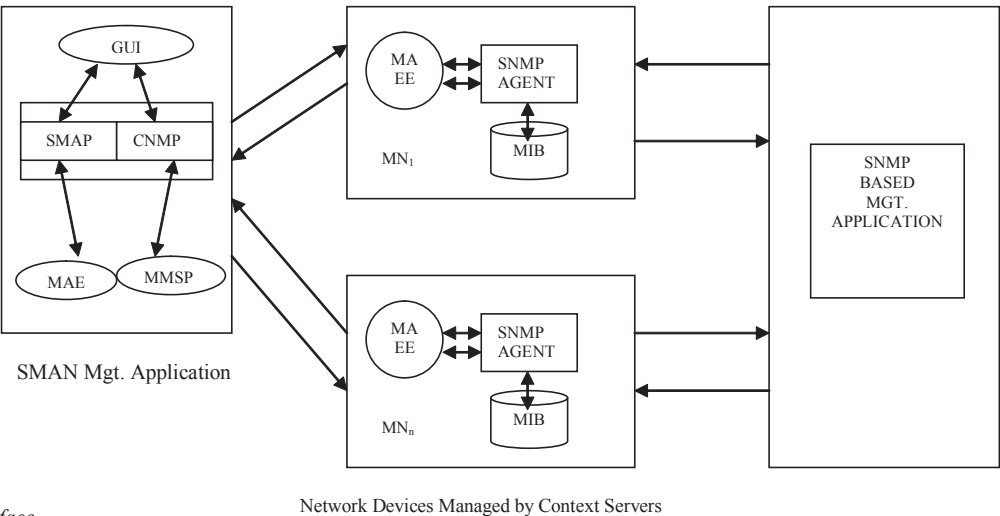 GUI
SMAP
CNMP
MAE
MMSP
SMAN Mgt. Application
MA
EE
SNMP
AGENT
MIB
MN1
MA
EE
SNMP
AGENT
MIB
MNn
SNMP
BASED
MGT.
APPLICATION
Network Devices Managed by Context Servers